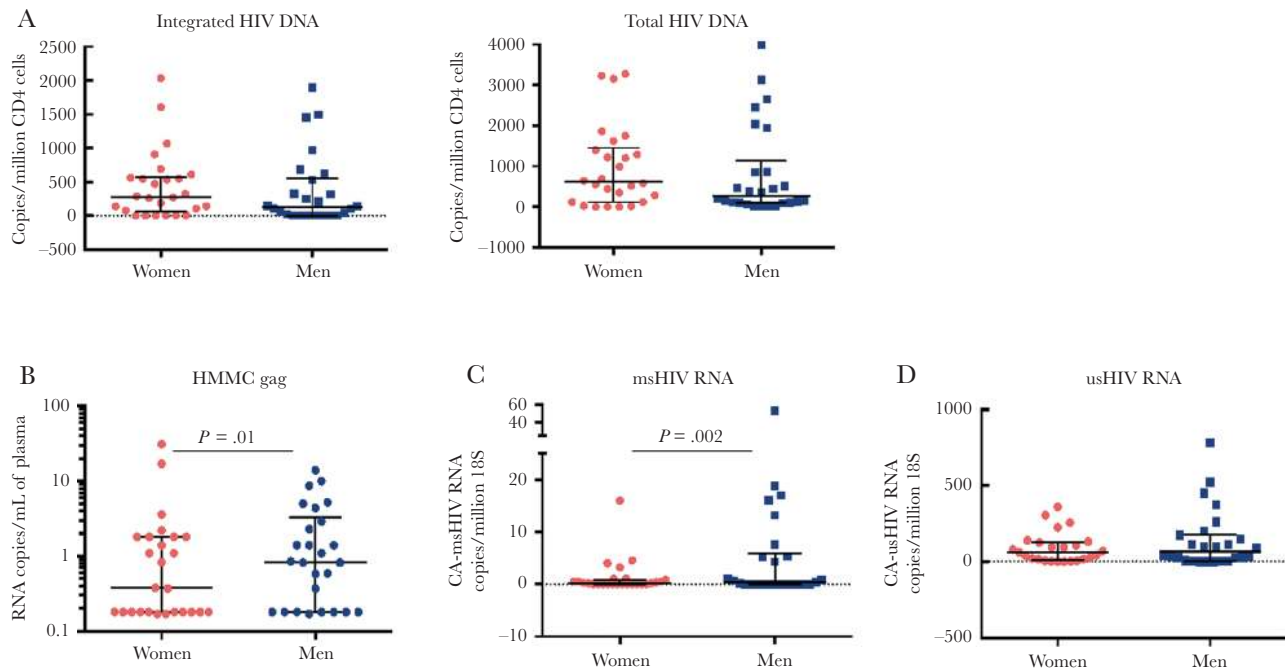 A
Integrated HIV DNA
Copies/million CD4 cells
2500
2000
1500
1000
500
0
–500
Women
Men
Total HIV DNA
Copies/million CD4 cells
4000
3000
2000
1000
0
–1000
Women
Men
B
HMMC gag
RNA copies/mL of plasma
100
10
1
0.1
P = .01
Women
Men
C
msHIV RNA
CA-msHIV RNA
copies/million 18S
60
40
20
10
0
–10
P = .002
Women
Men
D
usHIV RNA
CA-usHIV RNA
copies/million 18S
1000
500
0
–500
Women
Men